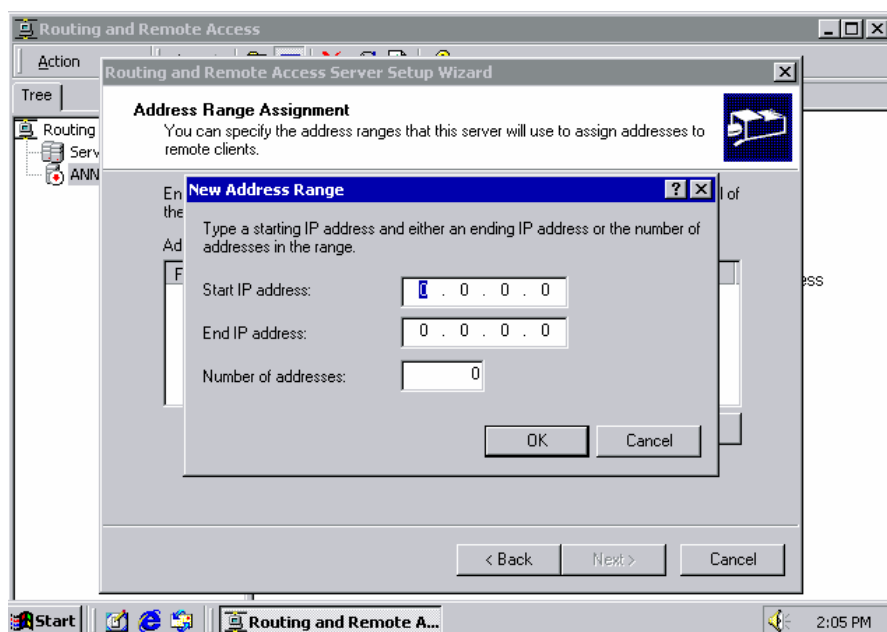 Routing and Remote Access
Action
Tree
Routing
Serv
ANN
Routing and Remote Access Server Setup Wizard
Address Range Assignment
You can specify the address ranges that this server will use to assign addresses to
remote clients.
En
l of
the
Ad
F
ess
New Address Range
Type a starting IP address and either an ending IP address or the number of
addresses in the range.
Start IP address: 0 . 0 . 0 . 0
End IP address: 0 . 0 . 0 . 0
Number of addresses: 0
OK Cancel
< Back Next > Cancel
Start Routing and Remote A... 2:05 PM